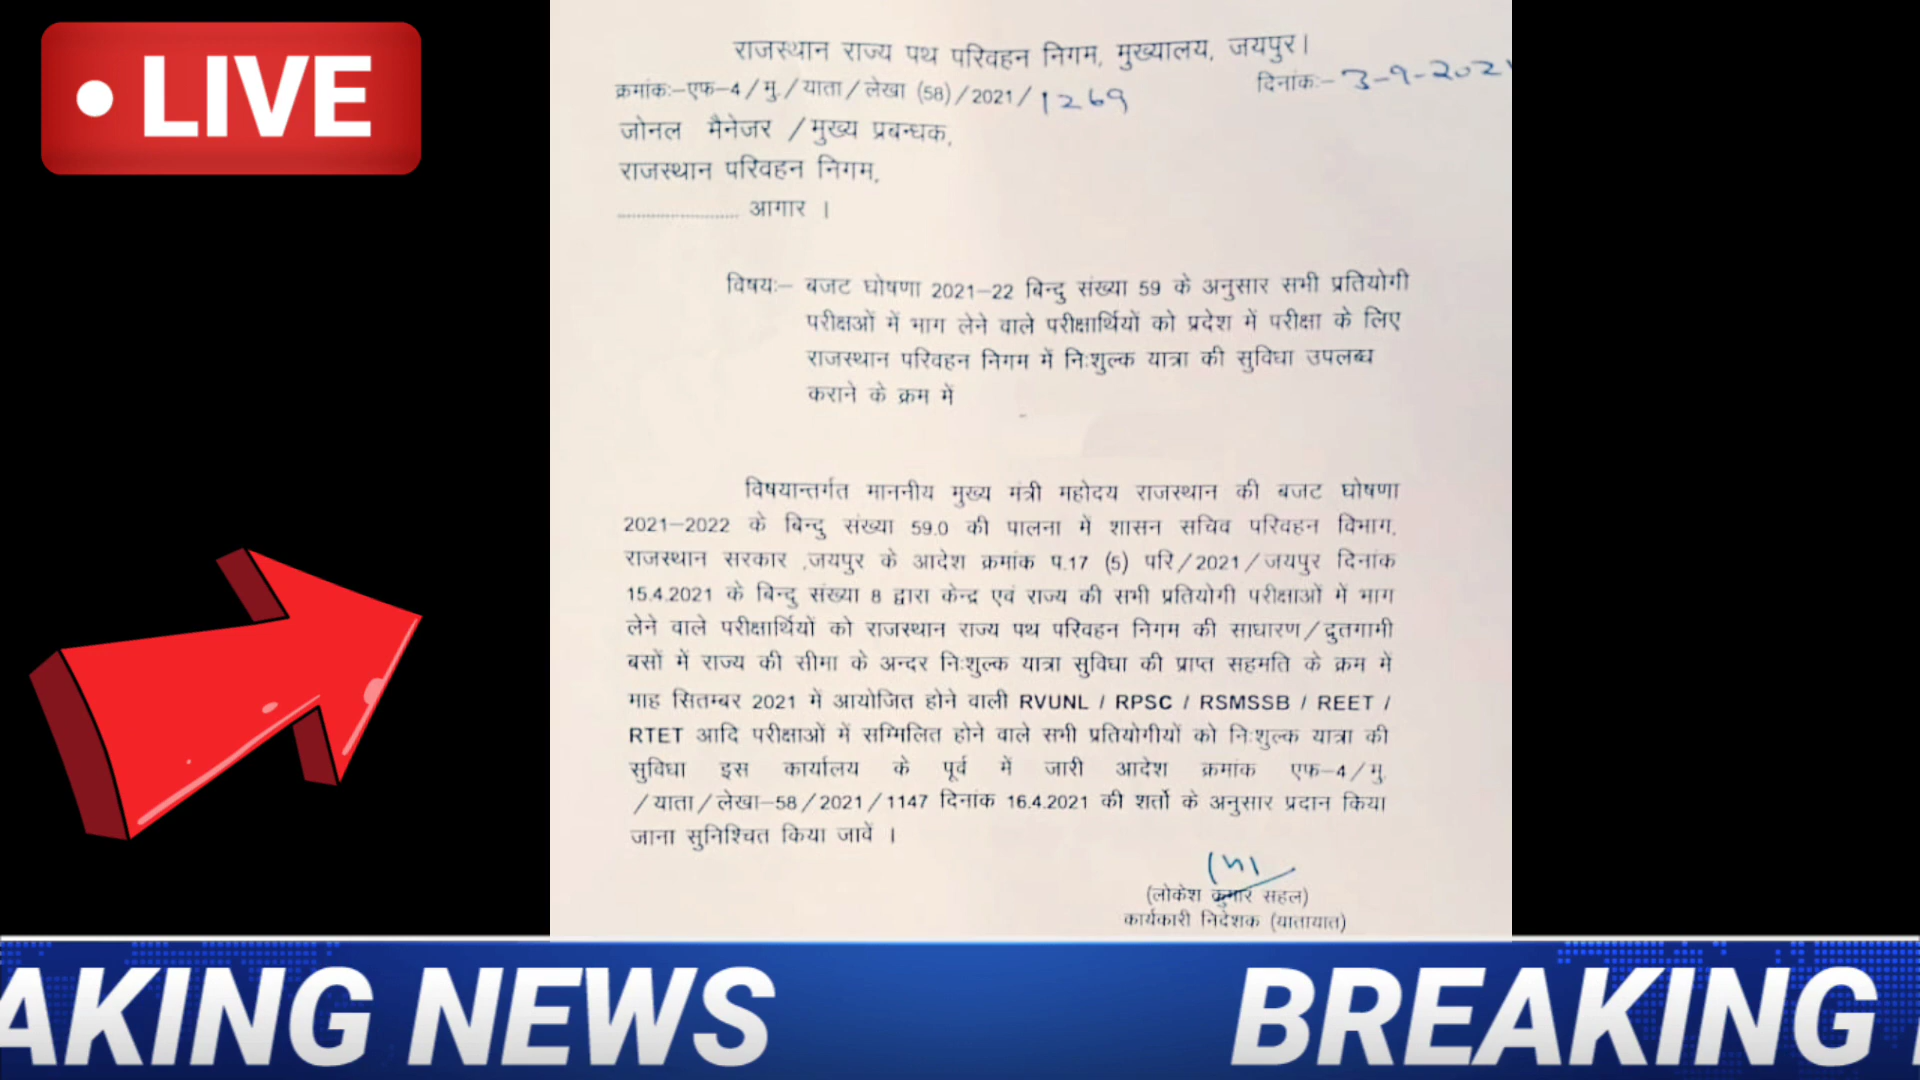 LIVE
राजस्थान राज्य पथ परिवहन निगम, मुख्यालय, जयपुर।
क्रमांकः–एफ–4/मु./याता/लेखा (58)/2021/1269
दिनांकः– 3-9-202
जोनल मैनेजर /मुख्य प्रबन्धक,
राजस्थान परिवहन निगम,
........................ आगार ।
विषयः– बजट घोषणा 2021–22 बिन्दु संख्या 59 के अनुसार सभी प्रतियोगी
परीक्षओं में भाग लेने वाले परीक्षार्थियों को प्रदेश में परीक्षा के लिए
राजस्थान परिवहन निगम में निःशुल्क यात्रा की सुविधा उपलब्ध
कराने के क्रम में
विषयान्तर्गत माननीय मुख्य मंत्री महोदय राजस्थान की बजट घोषणा
2021–2022 के बिन्दु संख्या 59.0 की पालना में शासन सचिव परिवहन विभाग,
राजस्थान सरकार ,जयपुर के आदेश क्रमांक प.17 (5) परि/2021/जयपुर दिनांक
15.4.2021 के बिन्दु संख्या 8 द्वारा केन्द्र एवं राज्य की सभी प्रतियोगी परीक्षाओं में भाग
लेने वाले परीक्षार्थियों को राजस्थान राज्य पथ परिवहन निगम की साधारण/द्रुतगामी
बसों में राज्य की सीमा के अन्दर निःशुल्क यात्रा सुविधा की प्राप्त सहमति के क्रम में
माह सितम्बर 2021 में आयोजित होने वाली RVUNL / RPSC / RSMSSB / REET /
RTET आदि परीक्षाओं में सम्मिलित होने वाले सभी प्रतियोगीयों को निःशुल्क यात्रा की
सुविधा इस कार्यालय के पूर्व में जारी आदेश क्रमांक एफ–4/मु.
/याता/लेखा–58/2021/1147 दिनांक 16.4.2021 की शर्तो के अनुसार प्रदान किया
जाना सुनिश्चित किया जावें ।
(लोकेश कुमार सहल)
कार्यकारी निदेशक (यातायात)
AKING NEWS BREAKING